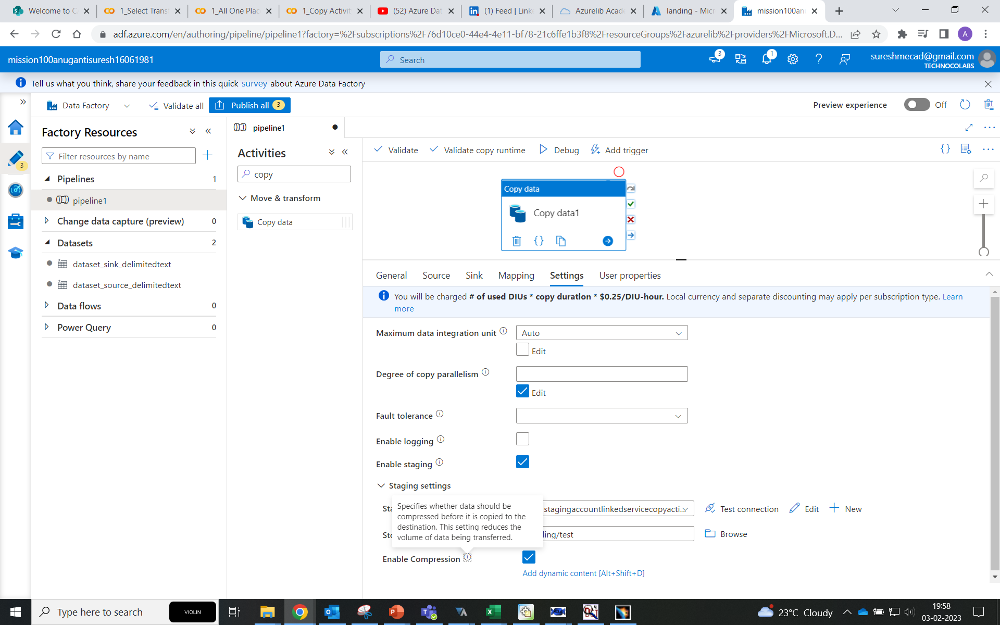 Welcome to C
1_Select Trans
1_All One Plac
1_Copy Activit
(52) Azure Dat
(1) Feed | Link
Azurelib Acad
landing - Micr
mission100anu
adf.azure.com/en/authoring/pipeline/pipeline1?factory=%2Fsubscriptions%2F76d10ce0-44e4-4e11-bf78-21c6ffe1b3f8%2FresourceGroups%2Fazurelib%2Fproviders%2FMicrosoft.D...
A
mission100anugantisuresh16061981
Search
3
1
sureshmecad@gmail.com
TECHNOCOLABS
Tell us what you think, share your feedback in this quick survey about Azure Data Factory
Data Factory
Validate all
Publish all 3
Preview experience
Off
3
Factory Resources
Filter resources by name
Pipelines 1
pipeline1
Change data capture (preview) 0
Datasets 2
dataset_sink_delimitedtext
dataset_source_delimitedtext
Data flows 0
Power Query 0
pipeline1
Activities
copy
Move & transform
Copy data
Validate
Validate copy runtime
Debug
Add trigger
Copy data
Copy data1
General
Source
Sink
Mapping
Settings
User properties
You will be charged # of used DIUs * copy duration * $0.25/DIU-hour. Local currency and separate discounting may apply per subscription type. Learn
more
Maximum data integration unit
Auto
Edit
Degree of copy parallelism
Edit
Fault tolerance
Enable logging
Enable staging
Staging settings
Sta
Specifies whether data should be
compressed before it is copied to the
destination. This setting reduces the
volume of data being transferred.
stagingaccountlinkedservicecopyacti...
Test connection
Edit
New
Sto
ling/test
Browse
Enable Compression
Add dynamic content [Alt+Shift+D]
Type here to search
VIOLIN
23°C Cloudy
19:58
03-02-2023